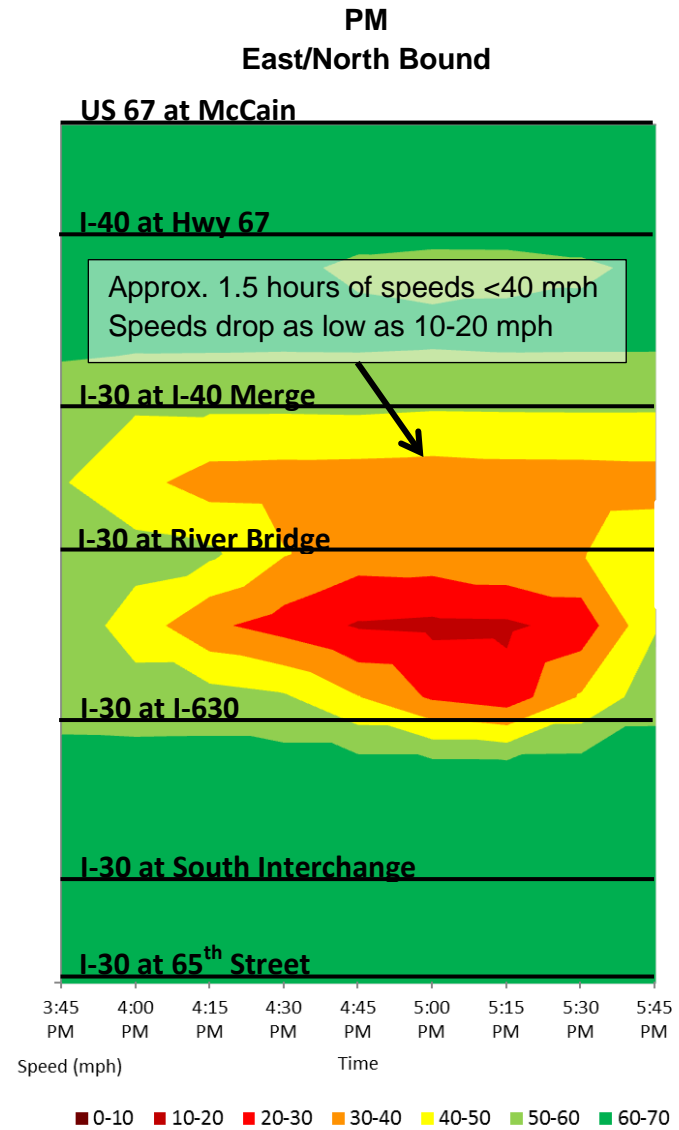 PM
East/North Bound
US 67 at McCain
I-40 at Hwy 67
Approx. 1.5 hours of speeds <40 mph
Speeds drop as low as 10-20 mph
I-30 at I-40 Merge
I-30 at River Bridge
I-30 at I-630
I-30 at South Interchange
I-30 at 65th Street
3:45 4:00 4:15 4:30 4:45 5:00 5:15 5:30 5:45
PM PM PM PM PM PM PM PM PM
Speed (mph) Time
0-10 10-20 20-30 30-40 40-50 50-60 60-70